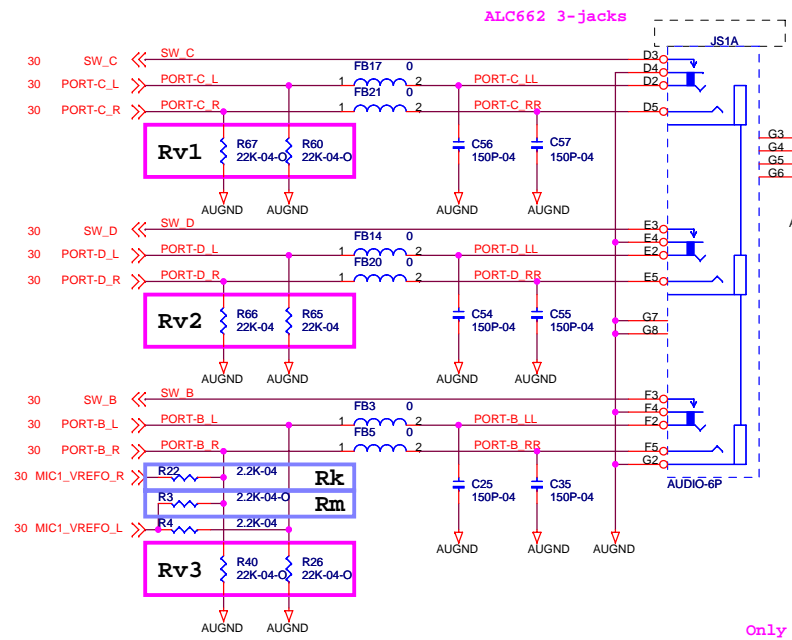 ALC662 3-jacks
JS1A
30 SW_C SW_C D3
FB17 0 D4
30 PORT-C_L PORT-C_L 1 2 PORT-C_LL D2
FB21 0
30 PORT-C_R PORT-C_R 1 2 PORT-C_RR D5
Rv1 R67 R60 C56 C57 G3
22K-04-O 22K-04-O 150P-04 150P-04 G4
G5
G6
AUGND AUGND AUGND AUGND
30 SW_D SW_D E3
FB14 0 E4
30 PORT-D_L PORT-D_L 1 2 PORT-D_LL E2
FB20 0
30 PORT-D_R PORT-D_R 1 2 PORT-D_RR E5
Rv2 R66 R65 C54 C55 G7
22K-04 22K-04 150P-04 150P-04 G8
AUGND AUGND AUGND AUGND
30 SW_B SW_B F3
FB3 0 F4
30 PORT-B_L PORT-B_L 1 2 PORT-B_LL F2
FB5 0
30 PORT-B_R PORT-B_R 1 2 PORT-B_RR F5
G2
30 MIC1_VREFO_R R22 2.2K-04 Rk C25 C35 AUDIO-6P
150P-04 150P-04
R3 2.2K-04-O Rm
30 MIC1_VREFO_L R4 2.2K-04
AUGND AUGND AUGND
Rv3 R40 R26
22K-04-O 22K-04-O
AUGND AUGND
Only